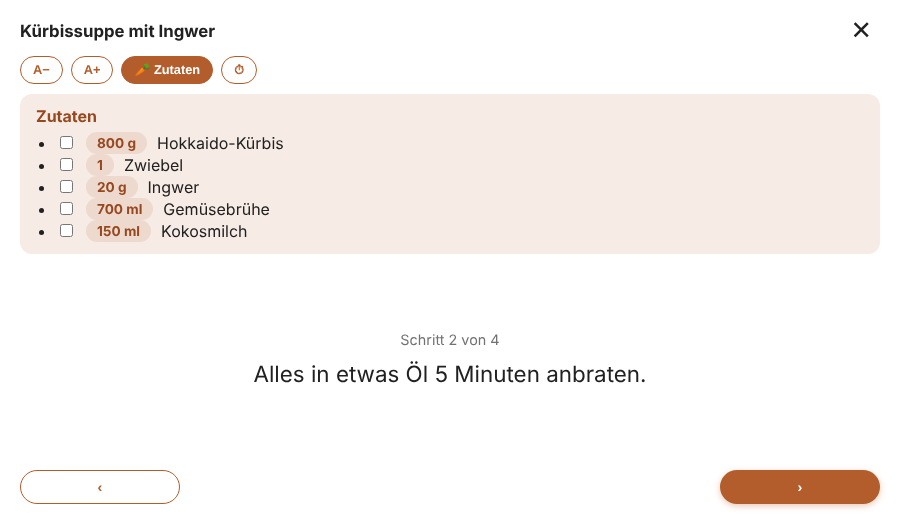 Kürbissuppe mit Ingwer ✕
A− A+ 🥕 Zutaten ⏱
Zutaten
• 800 g Hokkaido-Kürbis
• 1 Zwiebel
• 20 g Ingwer
• 700 ml Gemüsebrühe
• 150 ml Kokosmilch
Schritt 2 von 4
Alles in etwas Öl 5 Minuten anbraten.
‹ ›